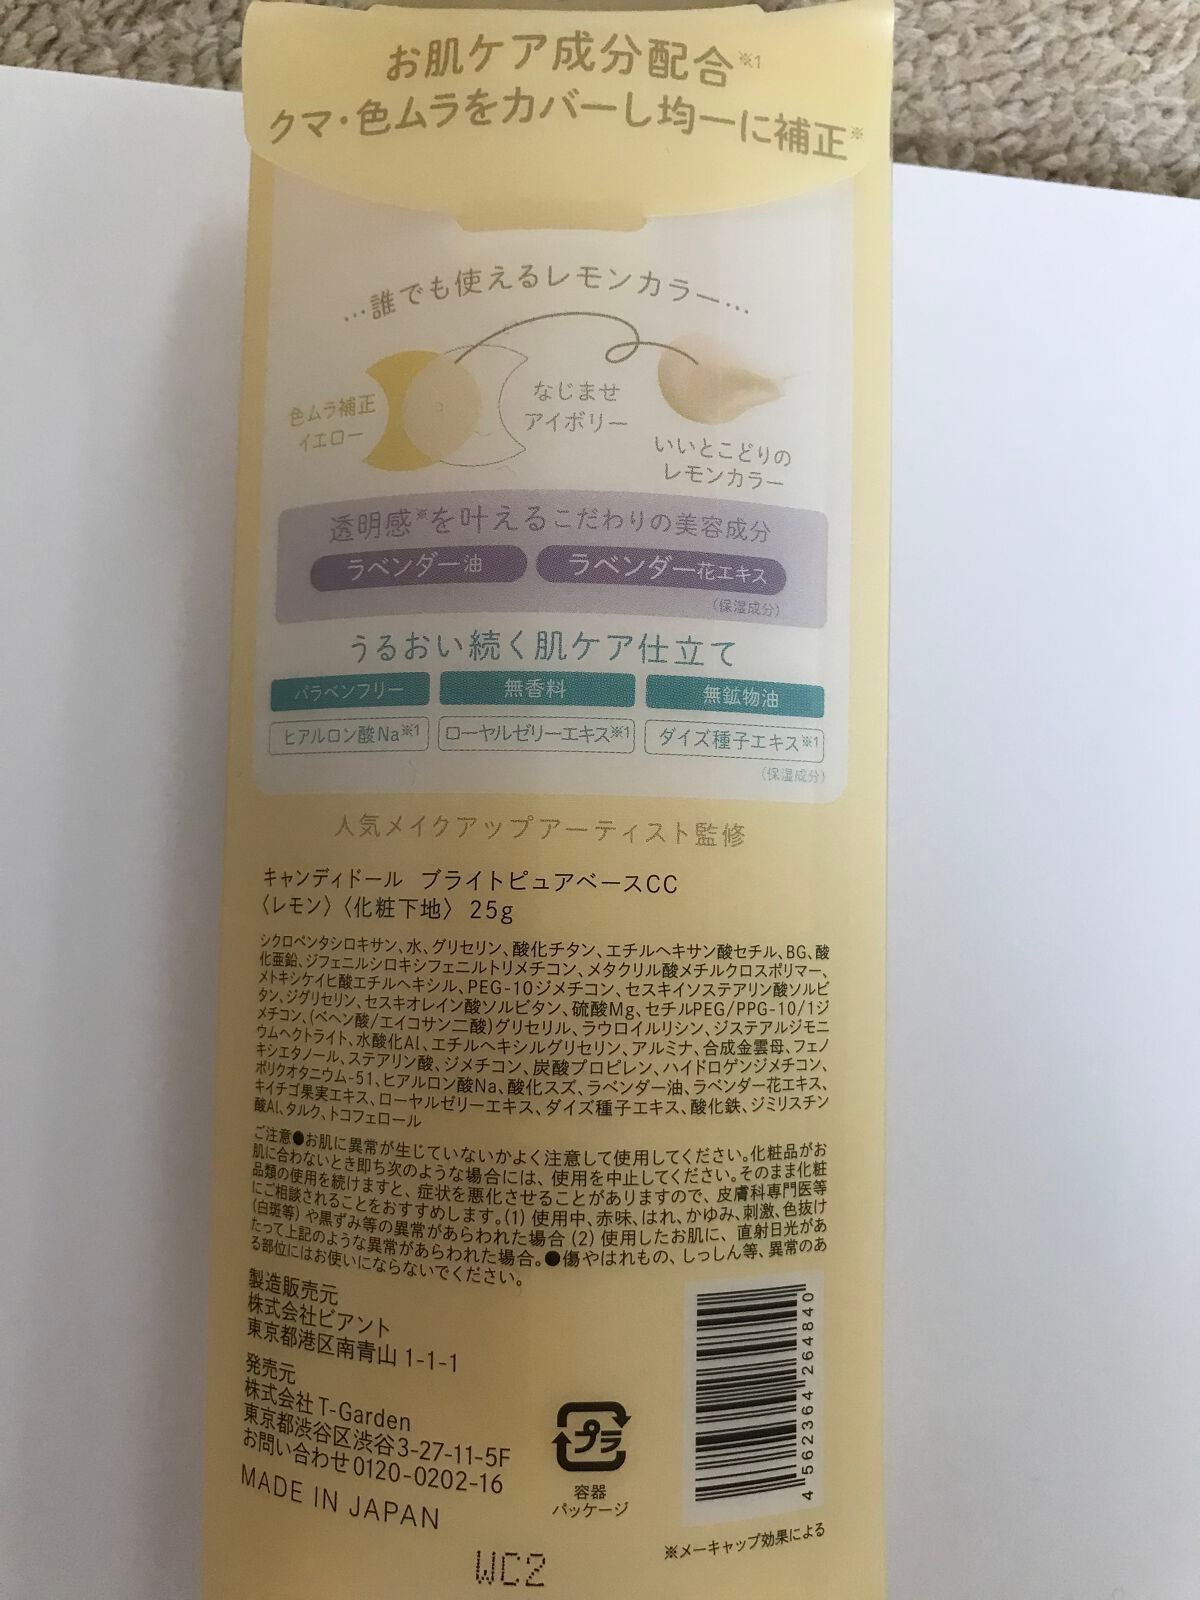 お肌ケア成分配合※1
クマ・色ムラをカバーし均一に補正※
…誰でも使えるレモンカラー…
色ムラ補正
イエロー
なじませ
アイボリー
いいとこどりの
レモンカラー
透明感※を叶えるこだわりの美容成分
ラベンダー油 ラベンダー花エキス
(保湿成分)
うるおい続く肌ケア仕立て
パラベンフリー 無香料 無鉱物油
ヒアルロン酸Na※1 ローヤルゼリーエキス※1 ダイズ種子エキス※1
(保湿成分)
人気メイクアップアーティスト監修
キャンディドール ブライトピュアベースCC
〈レモン〉〈化粧下地〉 25g
シクロペンタシロキサン、水、グリセリン、酸化チタン、エチルヘキサン酸セチル、BG、酸
化亜鉛、ジフェニルシロキシフェニルトリメチコン、メタクリル酸メチルクロスポリマー、
メトキシケイヒ酸エチルヘキシル、PEG-10ジメチコン、セスキイソステアリン酸ソルビ
タン、ジグリセリン、セスキオレイン酸ソルビタン、硫酸Mg、セチルPEG/PPG-10/1ジ
メチコン、(ベヘン酸/エイコサン二酸)グリセリル、ラウロイルリシン、ジステアルジモニ
ウムヘクトライト、水酸化Al、エチルヘキシルグリセリン、アルミナ、合成金雲母、フェノ
キシエタノール、ステアリン酸、ジメチコン、炭酸プロピレン、ハイドロゲンジメチコン、
ポリクオタニウム-51、ヒアルロン酸Na、酸化スズ、ラベンダー油、ラベンダー花エキス、
キイチゴ果実エキス、ローヤルゼリーエキス、ダイズ種子エキス、酸化鉄、ジミリスチン
酸Al、タルク、トコフェロール
ご注意●お肌に異常が生じていないかよく注意して使用してください。化粧品がお
肌に合わないとき即ち次のような場合には、使用を中止してください。そのまま化粧
品類の使用を続けますと、症状を悪化させることがありますので、皮膚科専門医等
にご相談されることをおすすめします。(1) 使用中、赤味、はれ、かゆみ、刺激、色抜け
(白斑等) や黒ずみ等の異常があらわれた場合 (2) 使用したお肌に、直射日光があ
たって上記のような異常があらわれた場合。●傷やはれもの、しっしん等、異常のあ
る部位にはお使いにならないでください。
製造販売元
株式会社ビアント
東京都港区南青山 1-1-1
発売元
株式会社 T-Garden
東京都渋谷区渋谷3-27-11-5F
お問い合わせ 0120-0202-16
MADE IN JAPAN
プラ
容器
パッケージ
4 562364 264840
※メーキャップ効果による
WC2